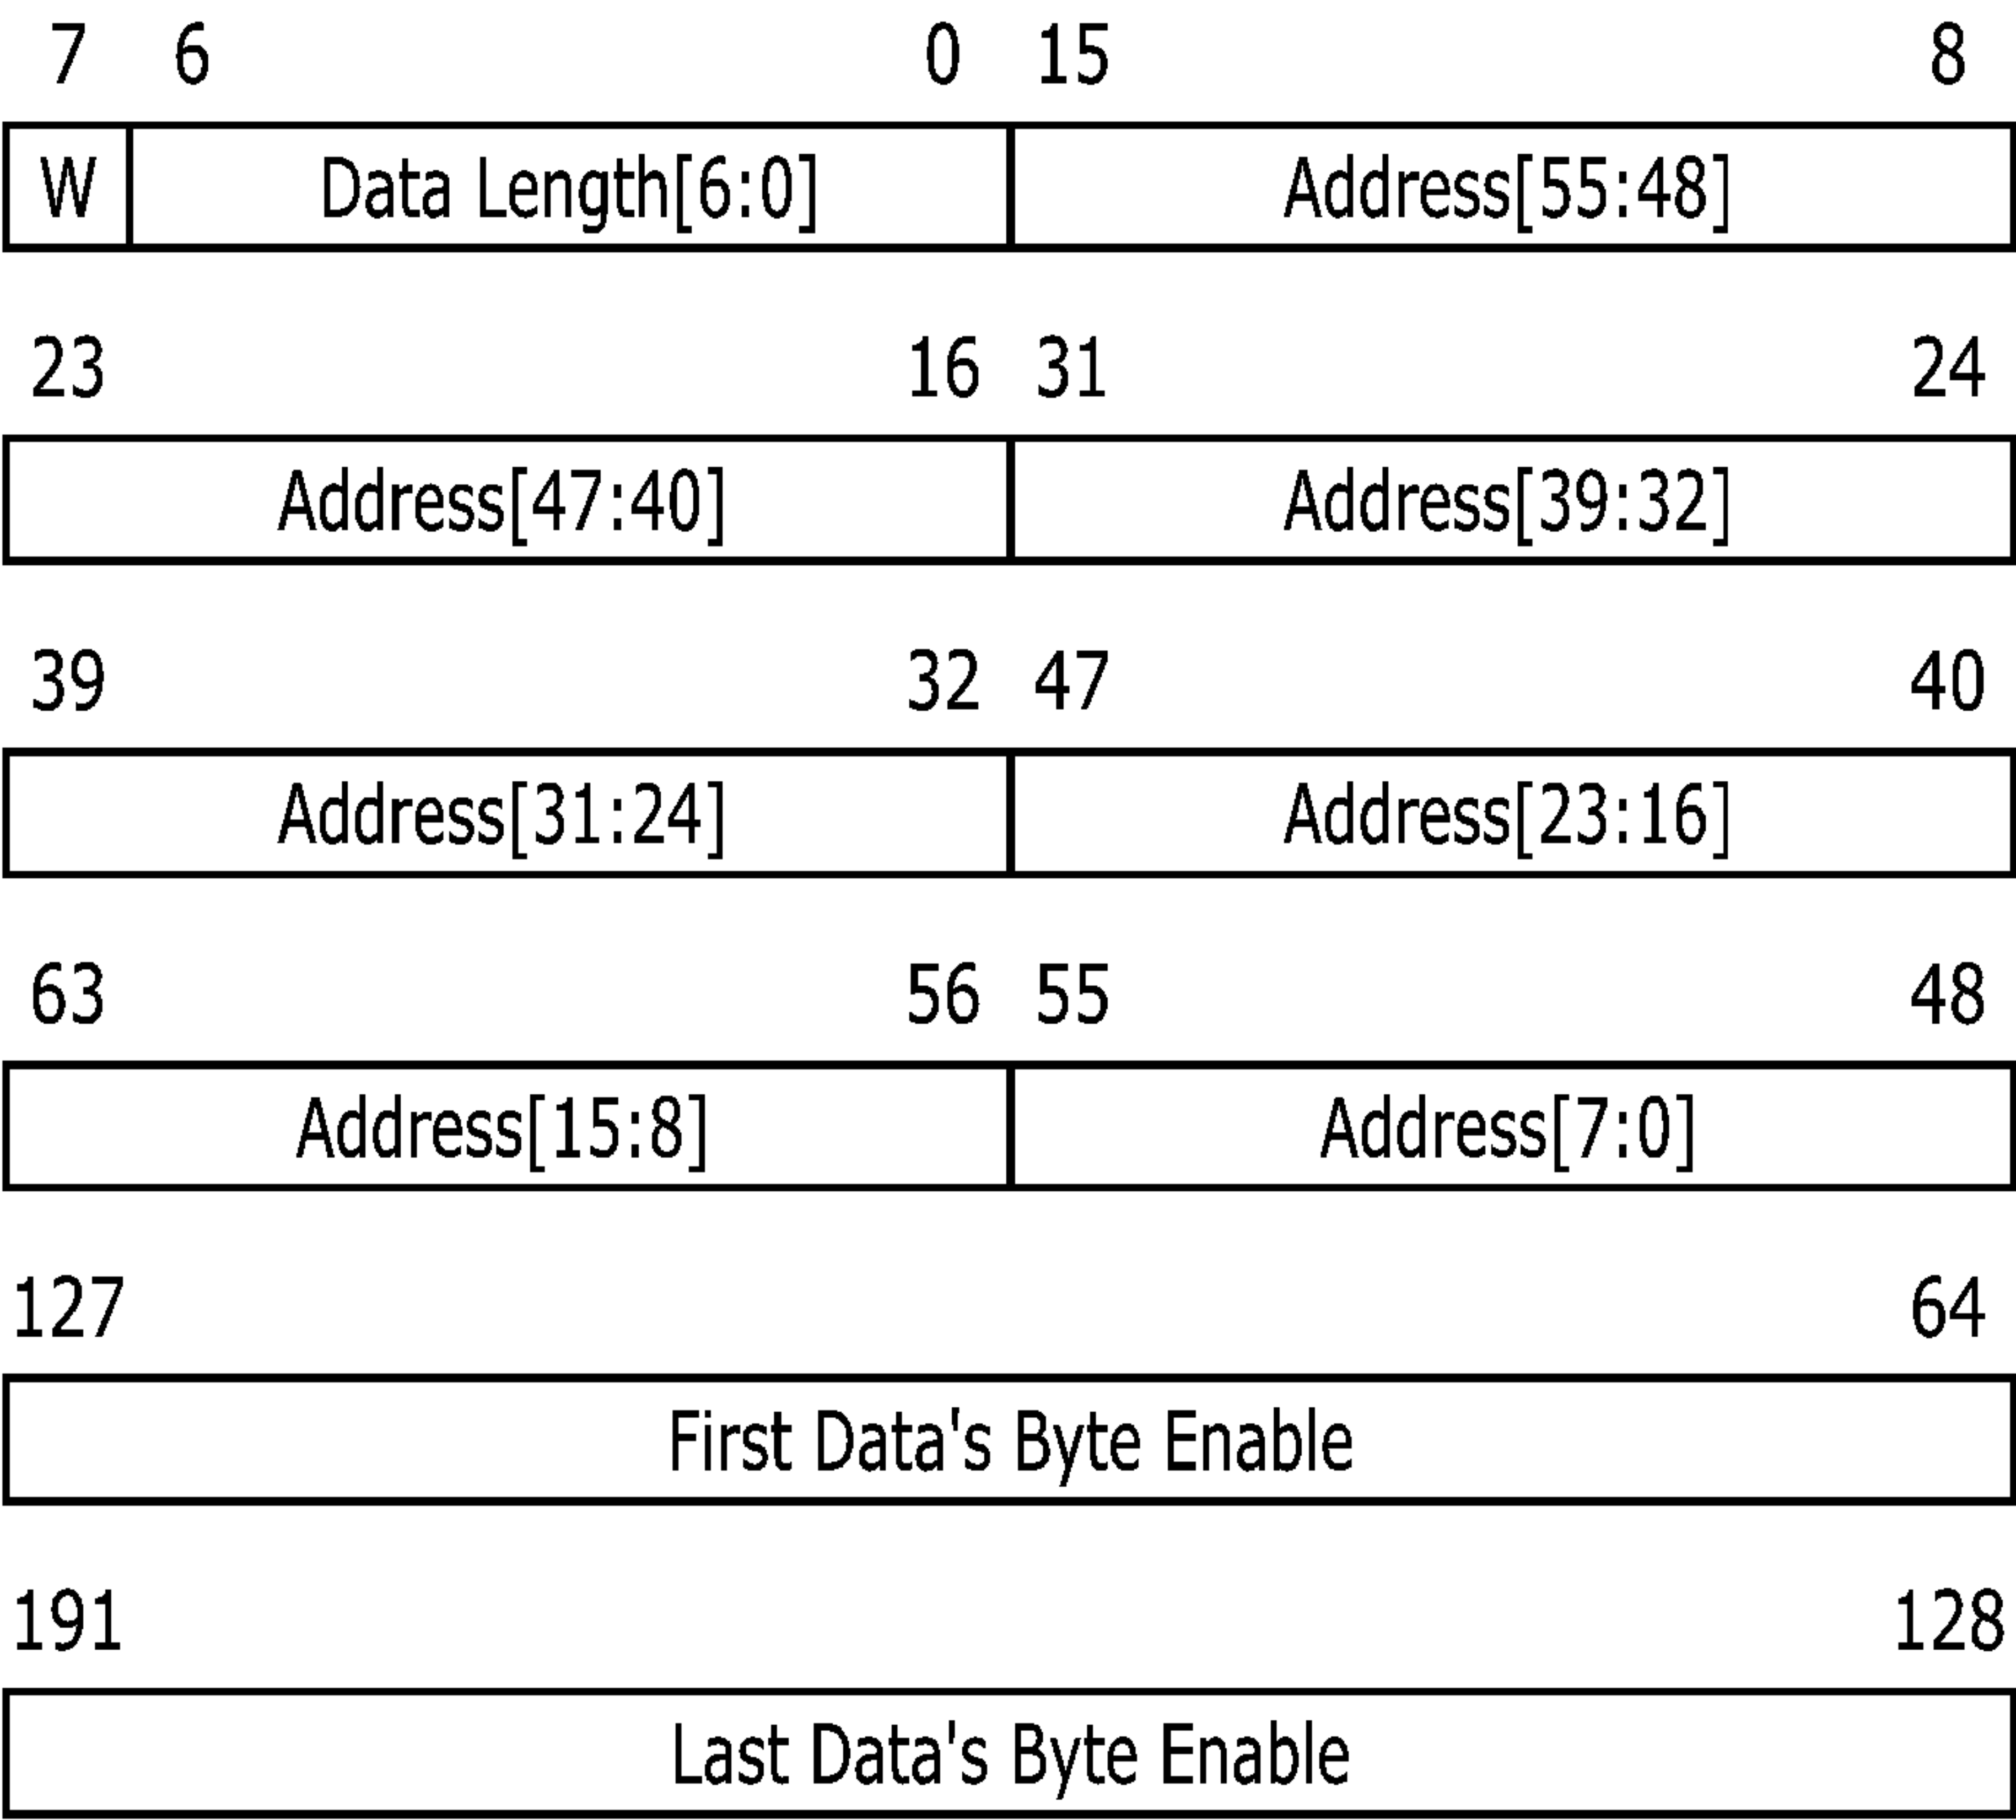 7 6 0 15 8
W Data Length[6:0] Address[55:48]
23 16 31 24
Address[47:40] Address[39:32]
39 32 47 40
Address[31:24] Address[23:16]
63 56 55 48
Address[15:8] Address[7:0]
127 64
First Data's Byte Enable
191 128
Last Data's Byte Enable